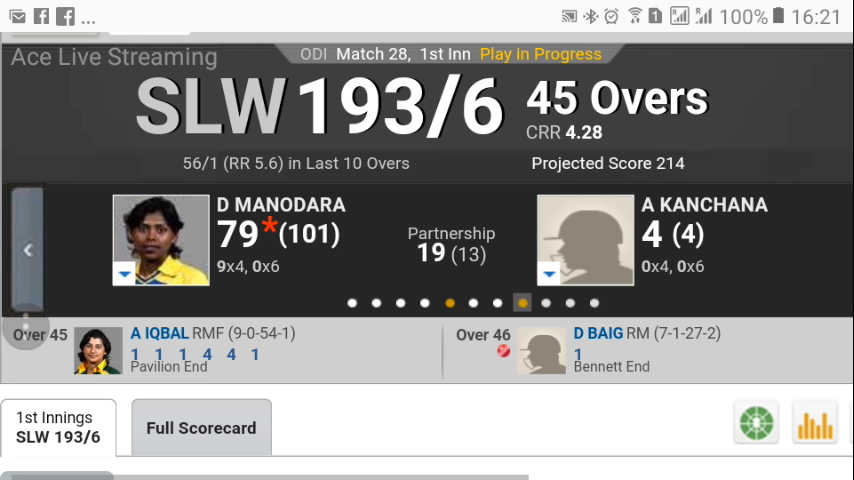 ... 100% 16:21
Ace Live Streaming
ODI Match 28, 1st Inn Play in Progress
SLW 193/6 45 Overs
CRR 4.28
56/1 (RR 5.6) in Last 10 Overs Projected Score 214
D MANODARA
79*(101)
9x4, 0x6
Partnership
19 (13)
A KANCHANA
4 (4)
0x4, 0x6
Over 45 A IQBAL RMF (9-0-54-1)
1 1 1 4 4 1
Pavilion End
Over 46 D BAIG RM (7-1-27-2)
1
Bennett End
1st Innings
SLW 193/6
Full Scorecard